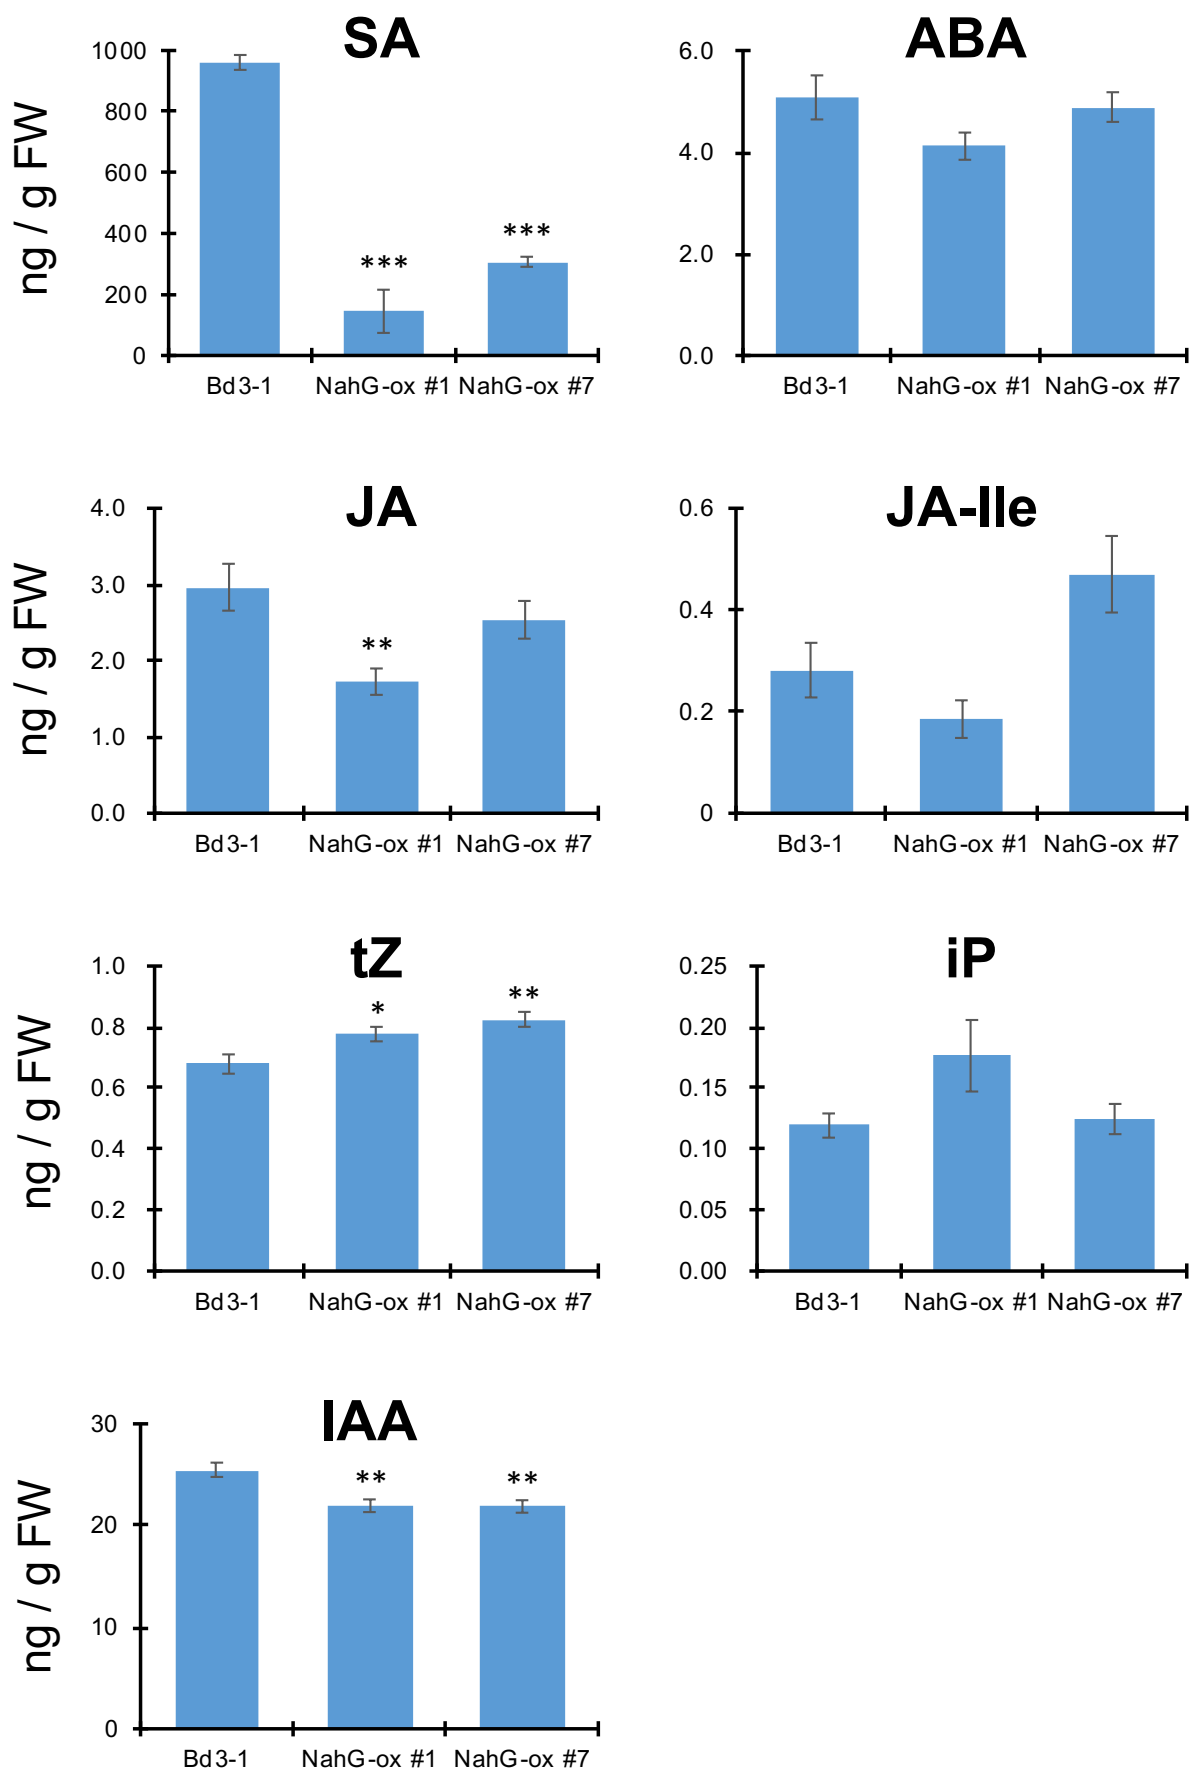 SA
ng / g FW
1000
800
600
400
200
0
***
***
Bd3-1 NahG-ox #1 NahG-ox #7
ABA
6.0
4.0
2.0
0.0
Bd3-1 NahG-ox #1 NahG-ox #7
JA
ng / g FW
4.0
3.0
2.0
1.0
0.0
**
Bd3-1 NahG-ox #1 NahG-ox #7
JA-Ile
0.6
0.4
0.2
0
Bd3-1 NahG-ox #1 NahG-ox #7
tZ
ng / g FW
1.0
0.8
0.6
0.4
0.2
0.0
*
**
Bd3-1 NahG-ox #1 NahG-ox #7
iP
0.25
0.20
0.15
0.10
0.05
0.00
Bd3-1 NahG-ox #1 NahG-ox #7
IAA
ng / g FW
30
20
10
0
**
**
Bd3-1 NahG-ox #1 NahG-ox #7